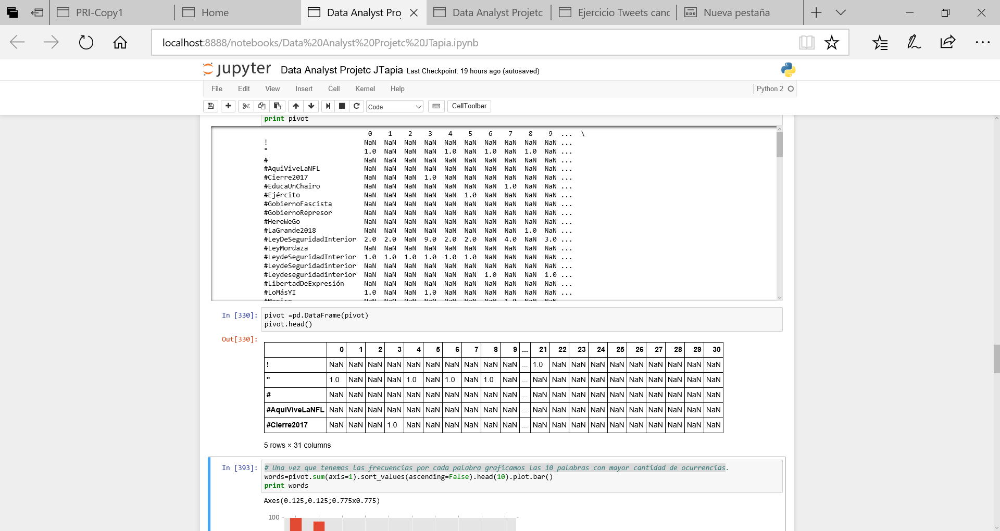 PRI-Copy1
Home
Data Analyst Pro
Data Analyst Projetc
Ejercicio Tweets canc
Nueva pestaña
localhost:8888/notebooks/Data%20Analyst%20Projetc%20JTapia.ipynb
jupyter Data Analyst Projetc JTapia Last Checkpoint: 19 hours ago (autosaved)
File Edit View Insert Cell Kernel Help Python 2
Code CellToolbar
print pivot
0 1 2 3 4 5 6 7 8 9 ... \
! NaN NaN NaN NaN NaN NaN NaN NaN NaN NaN ...
" 1.0 NaN NaN NaN 1.0 NaN 1.0 NaN 1.0 NaN ...
# NaN NaN NaN NaN NaN NaN NaN NaN NaN NaN ...
#AquiViveLaNFL NaN NaN NaN NaN NaN NaN NaN NaN NaN NaN ...
#Cierre2017 NaN NaN NaN 1.0 NaN NaN NaN NaN NaN NaN ...
#EducaUnChairo NaN NaN NaN NaN NaN NaN NaN 1.0 NaN NaN ...
#Ejército NaN NaN NaN NaN NaN 1.0 NaN NaN NaN NaN ...
#GobiernoFascista NaN NaN NaN NaN NaN NaN NaN NaN NaN NaN ...
#GobiernoRepresor NaN NaN NaN NaN NaN NaN NaN NaN NaN NaN ...
#HereWeGo NaN NaN NaN NaN NaN NaN NaN NaN NaN NaN ...
#LaGrande2018 NaN NaN NaN NaN NaN NaN NaN NaN 1.0 NaN ...
#LeyDeSeguridadInterior 2.0 2.0 NaN 9.0 2.0 2.0 NaN 4.0 NaN 3.0 ...
#LeyMordaza NaN NaN NaN NaN NaN NaN NaN NaN NaN NaN ...
#LeydeSeguridadInterior 1.0 1.0 1.0 1.0 1.0 1.0 NaN NaN NaN NaN ...
#LeydeSeguridadinterior NaN NaN NaN NaN NaN NaN NaN NaN NaN NaN ...
#Leydeseguridadinterior NaN NaN NaN NaN NaN NaN 1.0 NaN NaN 1.0 ...
#LibertadDeExpresión NaN NaN NaN NaN NaN NaN NaN NaN NaN NaN ...
#LoMásYI 1.0 NaN NaN 1.0 NaN NaN NaN NaN NaN NaN ...
#Mexico NaN NaN NaN NaN NaN NaN NaN 1.0 NaN NaN
In [330]: pivot =pd.DataFrame(pivot)
pivot.head()
Out[330]:
0 1 2 3 4 5 6 7 8 9 ... 21 22 23 24 25 26 27 28 29 30
! NaN NaN NaN NaN NaN NaN NaN NaN NaN NaN ... 1.0 NaN NaN NaN NaN NaN NaN NaN NaN NaN
" 1.0 NaN NaN NaN 1.0 NaN 1.0 NaN 1.0 NaN ... NaN NaN NaN NaN NaN NaN NaN NaN NaN NaN
# NaN NaN NaN NaN NaN NaN NaN NaN NaN NaN ... NaN NaN NaN NaN NaN NaN NaN NaN NaN NaN
#AquiViveLaNFL NaN NaN NaN NaN NaN NaN NaN NaN NaN NaN ... NaN NaN NaN NaN NaN NaN NaN NaN NaN NaN
#Cierre2017 NaN NaN NaN 1.0 NaN NaN NaN NaN NaN NaN ... NaN NaN NaN NaN NaN NaN NaN NaN NaN NaN
5 rows × 31 columns
In [393]: # Una vez que tenemos las frecuencias por cada palabra graficamos las 10 palabras con mayor cantidad de ocurrencias.
words=pivot.sum(axis=1).sort_values(ascending=False).head(10).plot.bar()
print words
Axes(0.125,0.125;0.775x0.775)
100